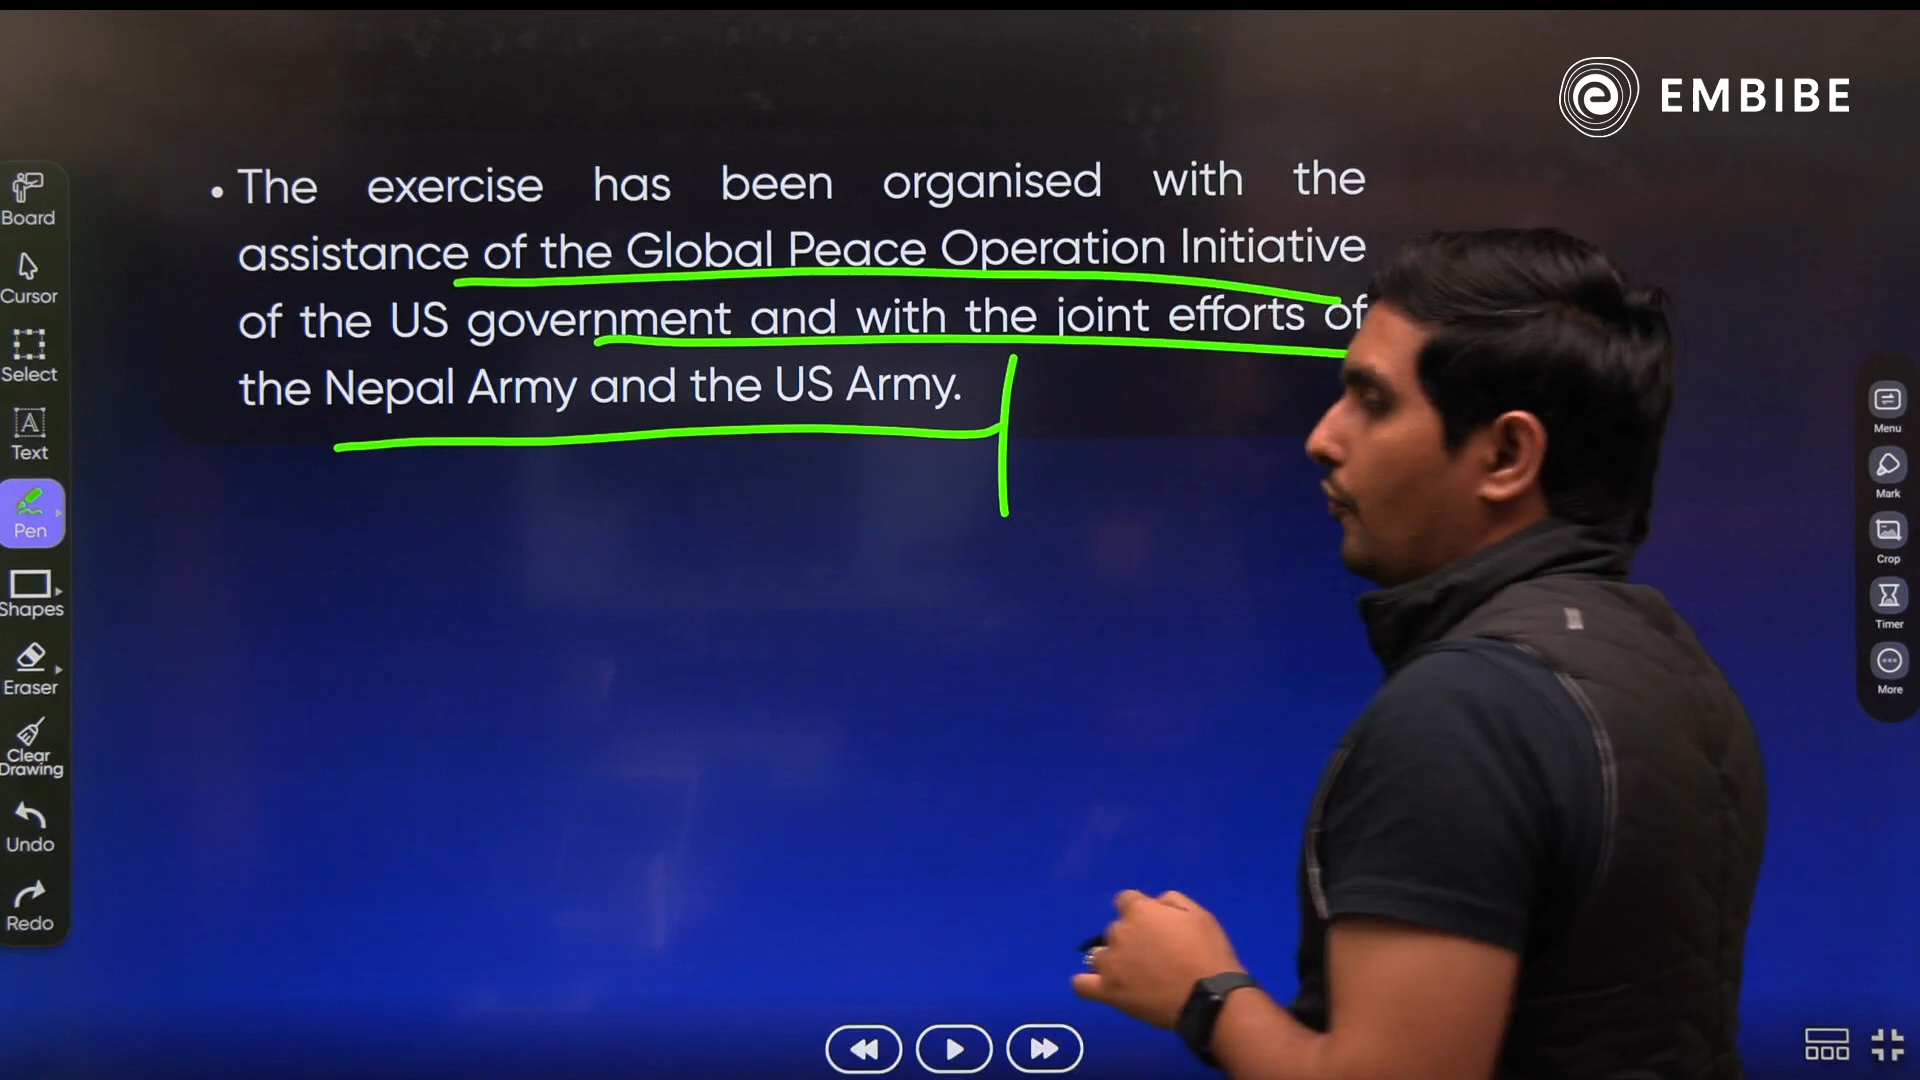 EMBIBE
• The exercise has been organised with the
assistance of the Global Peace Operation Initiative
of the US government and with the joint efforts of
the Nepal Army and the US Army.
Board
Cursor
Select
A
Text
Pen
Shapes
Eraser
Clear
Drawing
Undo
Redo
Menu
Mark
Crop
Timer
More